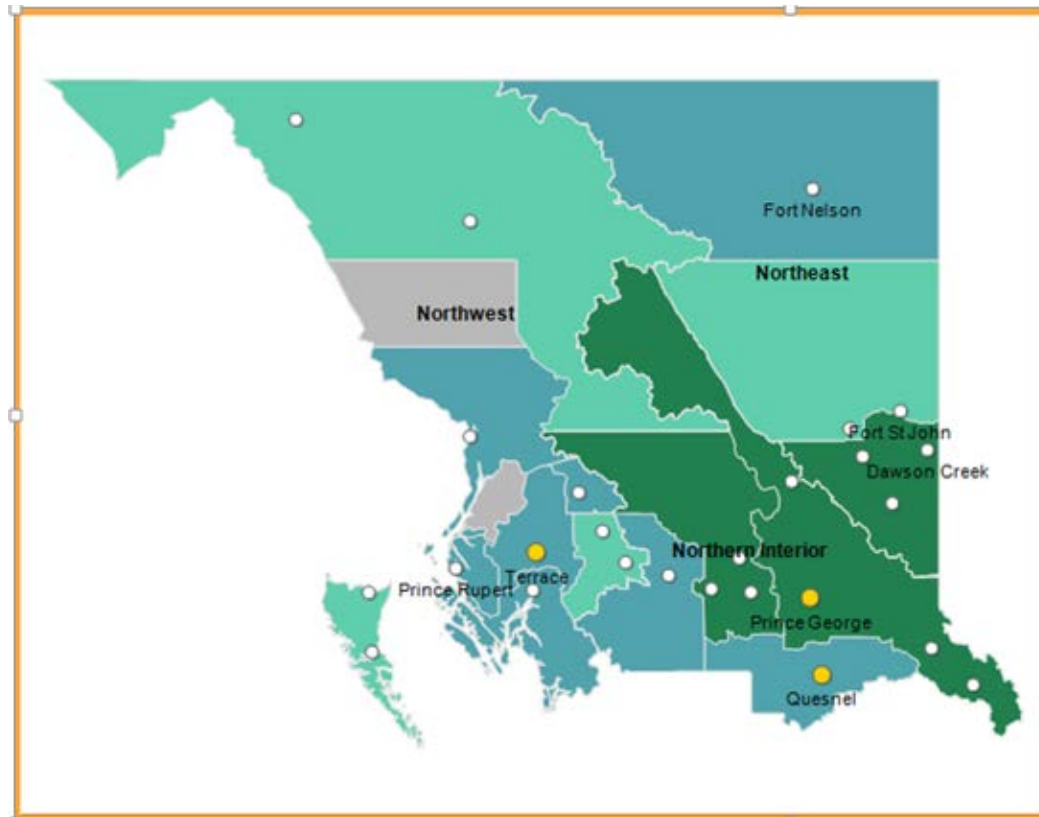 Fort Nelson
Northeast
Northwest
Fort St John
Dawson Creek
Northern Interior
Terrace
Prince Rupert
Prince George
Quesnel